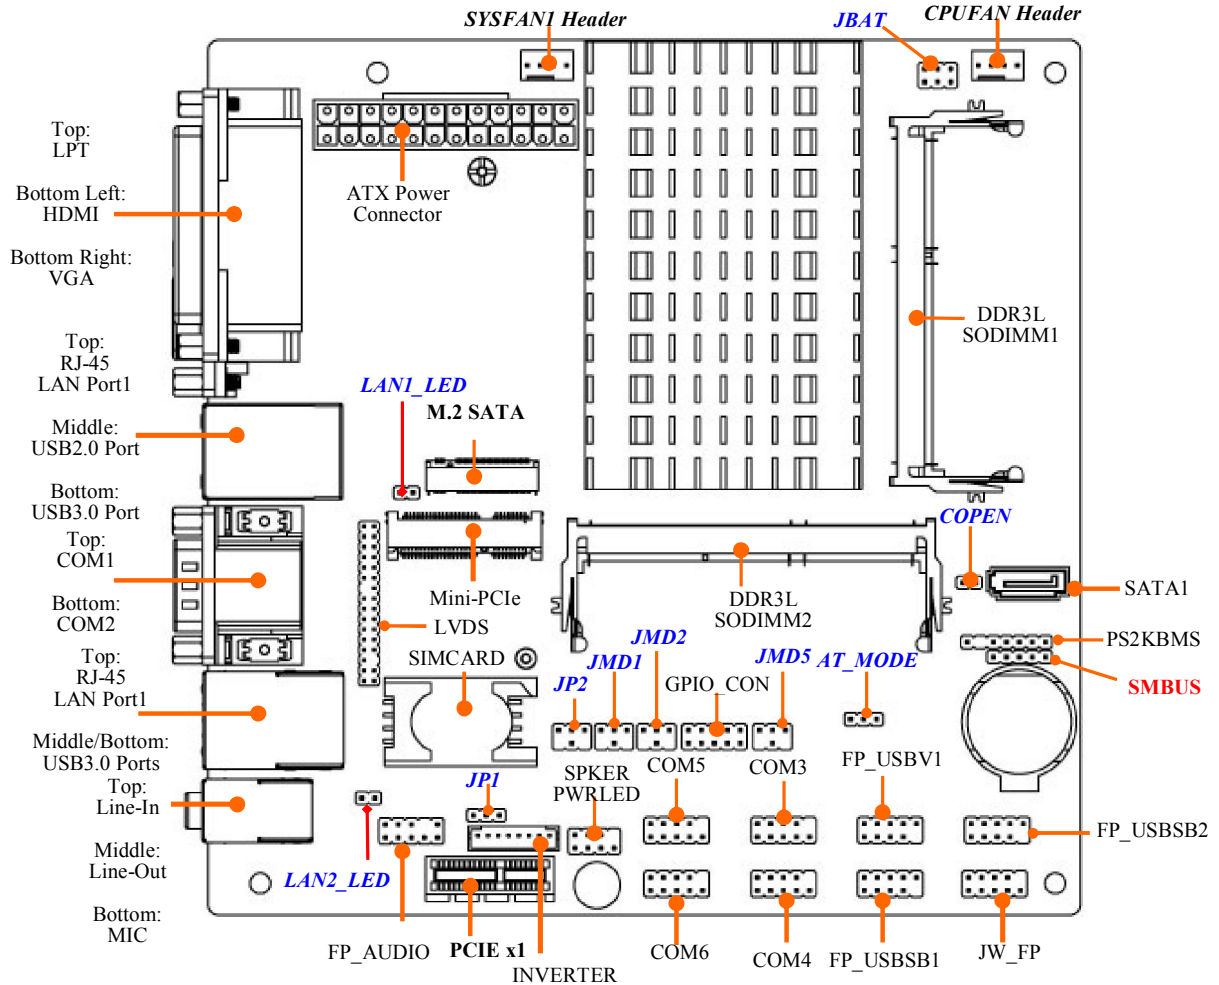 SYSFAN1 Header
JBAT
CPUFAN Header
Top:
LPT
Bottom Left:
HDMI
Bottom Right:
VGA
ATX Power
Connector
DDR3L
SODIMM1
Top:
RJ-45
LAN Port1
Middle:
USB2.0 Port
Bottom:
USB3.0 Port
LAN1_LED
M.2 SATA
COPEN
Top:
COM1
Bottom:
COM2
Mini-PCIe
LVDS
SIMCARD
DDR3L
SODIMM2
SATA1
PS2KBMS
SMBUS
Top:
RJ-45
LAN Port1
Middle/Bottom:
USB3.0 Ports
JP2
JMD1
JMD2
GPIO_CON
JMD5
AT_MODE
Top:
Line-In
Middle:
Line-Out
Bottom:
MIC
JP1
SPKER
PWRLED
COM5
COM3
FP_USBV1
FP_USBSB2
LAN2_LED
FP_AUDIO
PCIE x1
INVERTER
COM6
COM4
FP_USBSB1
JW_FP